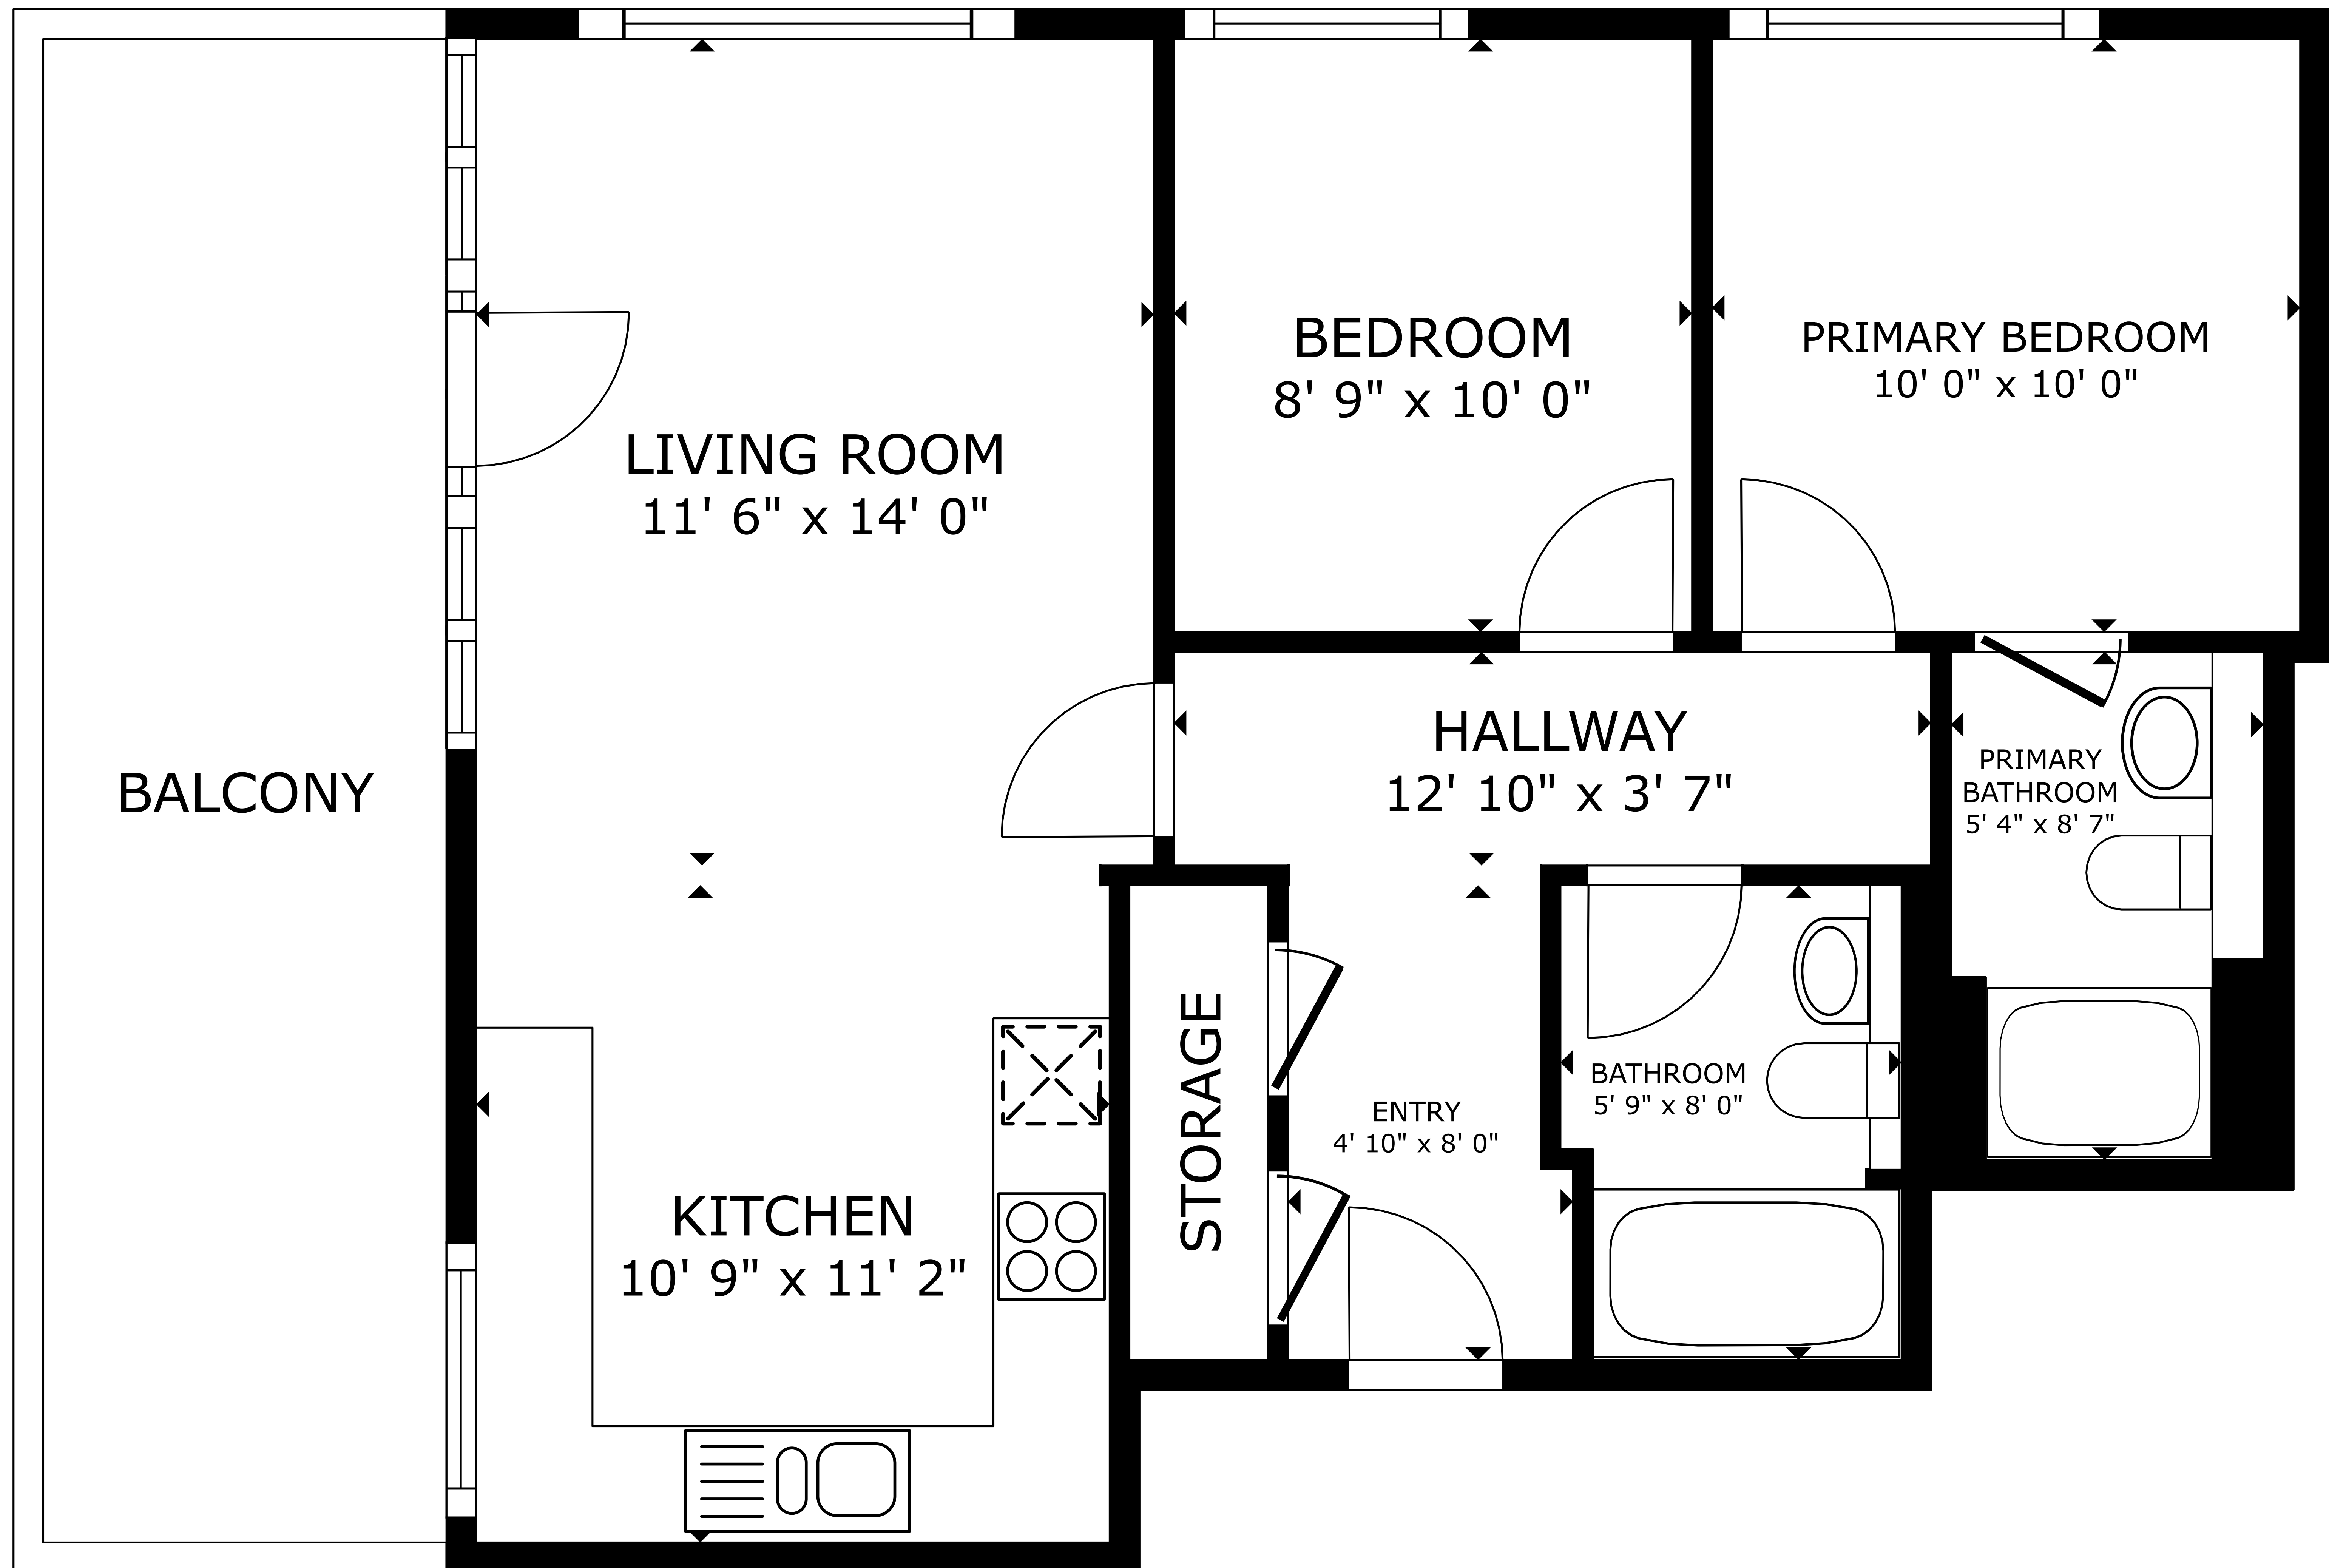 BEDROOM
8' 9" x 10' 0"
PRIMARY BEDROOM
10' 0" x 10' 0"
LIVING ROOM
11' 6" x 14' 0"
HALLWAY
12' 10" x 3' 7"
PRIMARY
BATHROOM
5' 4" x 8' 7"
BALCONY
STORAGE
BATHROOM
5' 9" x 8' 0"
ENTRY
4' 10" x 8' 0"
KITCHEN
10' 9" x 11' 2"